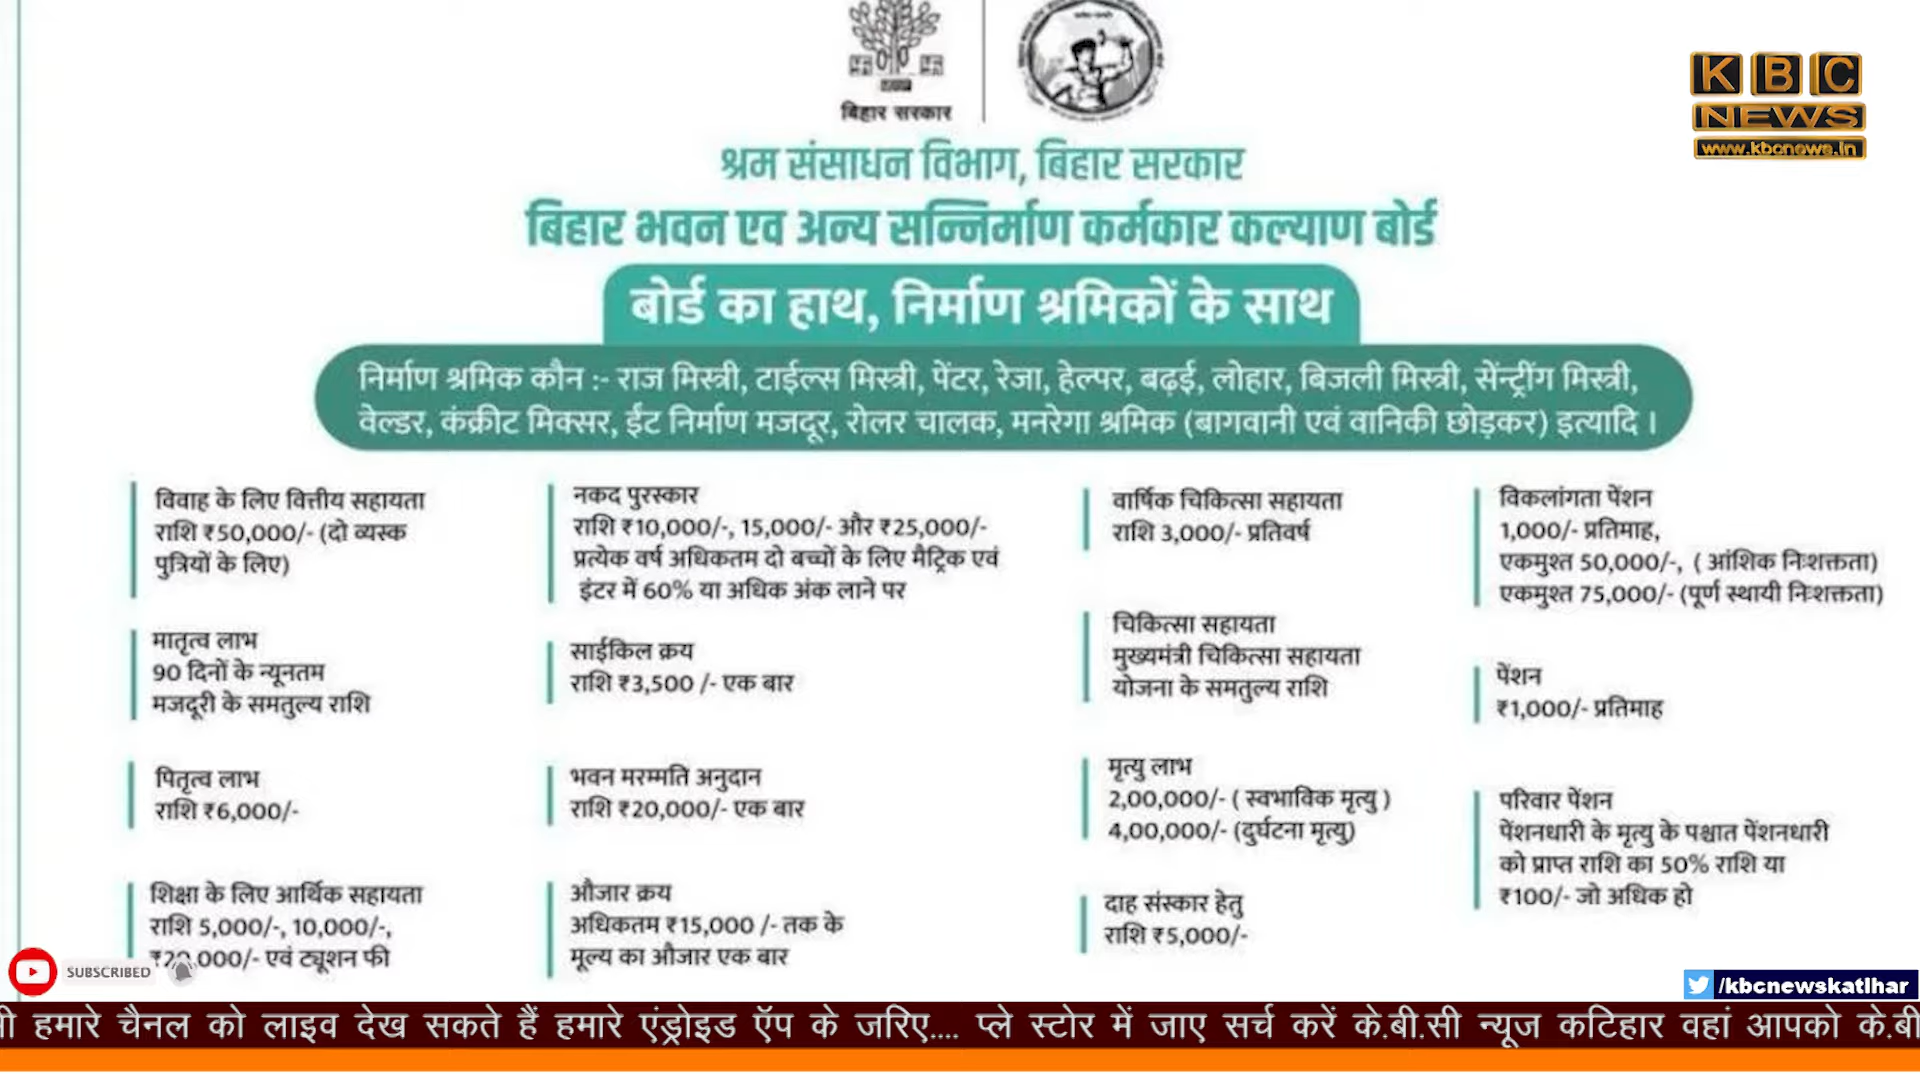 बिहार सरकार
KBC
NEWS
www.kbcnews.in
श्रम संसाधन विभाग, बिहार सरकार
बिहार भवन एव अन्य सन्निर्माण कर्मकार कल्याण बोर्ड
बोर्ड का हाथ, निर्माण श्रमिकों के साथ
निर्माण श्रमिक कौन :- राज मिस्त्री, टाईल्स मिस्त्री, पेंटर, रेजा, हेल्पर, बढ़ई, लोहार, बिजली मिस्त्री, सेंन्ट्रींग मिस्त्री,
वेल्डर, कंक्रीट मिक्सर, ईंट निर्माण मजदूर, रोलर चालक, मनरेगा श्रमिक (बागवानी एवं वानिकी छोड़कर) इत्यादि ।
विवाह के लिए वित्तीय सहायता
राशि ₹50,000/- (दो व्यस्क
पुत्रियों के लिए)
मातृत्व लाभ
90 दिनों के न्यूनतम
मजदूरी के समतुल्य राशि
पितृत्व लाभ
राशि ₹6,000/-
शिक्षा के लिए आर्थिक सहायता
राशि 5,000/-, 10,000/-,
₹20,000/- एवं ट्यूशन फी
नकद पुरस्कार
राशि ₹10,000/-, 15,000/- और ₹25,000/-
प्रत्येक वर्ष अधिकतम दो बच्चों के लिए मैट्रिक एवं
इंटर में 60% या अधिक अंक लाने पर
साईकिल क्रय
राशि ₹3,500 /- एक बार
भवन मरम्मति अनुदान
राशि ₹20,000/- एक बार
औजार क्रय
अधिकतम ₹15,000 /- तक के
मूल्य का औजार एक बार
वार्षिक चिकित्सा सहायता
राशि 3,000/- प्रतिवर्ष
चिकित्सा सहायता
मुख्यमंत्री चिकित्सा सहायता
योजना के समतुल्य राशि
मृत्यु लाभ
2,00,000/- ( स्वभाविक मृत्यु )
4,00,000/- (दुर्घटना मृत्यु)
दाह संस्कार हेतु
राशि ₹5,000/-
विकलांगता पेंशन
1,000/- प्रतिमाह,
एकमुश्त 50,000/-, ( आंशिक निःशक्तता)
एकमुश्त 75,000/- (पूर्ण स्थायी निःशक्तता)
पेंशन
₹1,000/- प्रतिमाह
परिवार पेंशन
पेंशनधारी के मृत्यु के पश्चात पेंशनधारी
को प्राप्त राशि का 50% राशि या
₹100/- जो अधिक हो
SUBSCRIBED
/kbcnewskatihar
हमारे चैनल को लाइव देख सकते हैं हमारे एंड्रोइड ऍप के जरिए.... प्ले स्टोर में जाए सर्च करें के.बी.सी न्यूज कटिहार वहां आपको के.बी